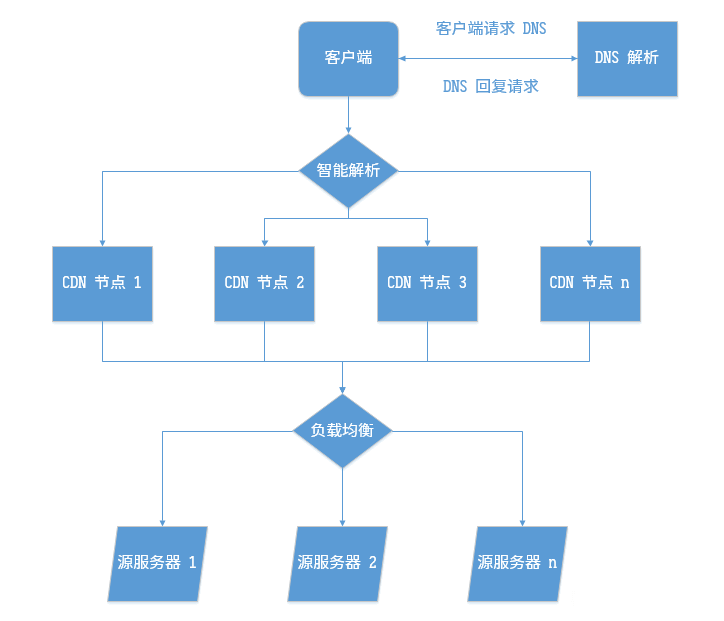 客户端请求 DNS
客户端
DNS 解析
DNS 回复请求
智能解析
CDN 节点 1
CDN 节点 2
CDN 节点 3
CDN 节点 n
负载均衡
源服务器 1
源服务器 2
源服务器 n